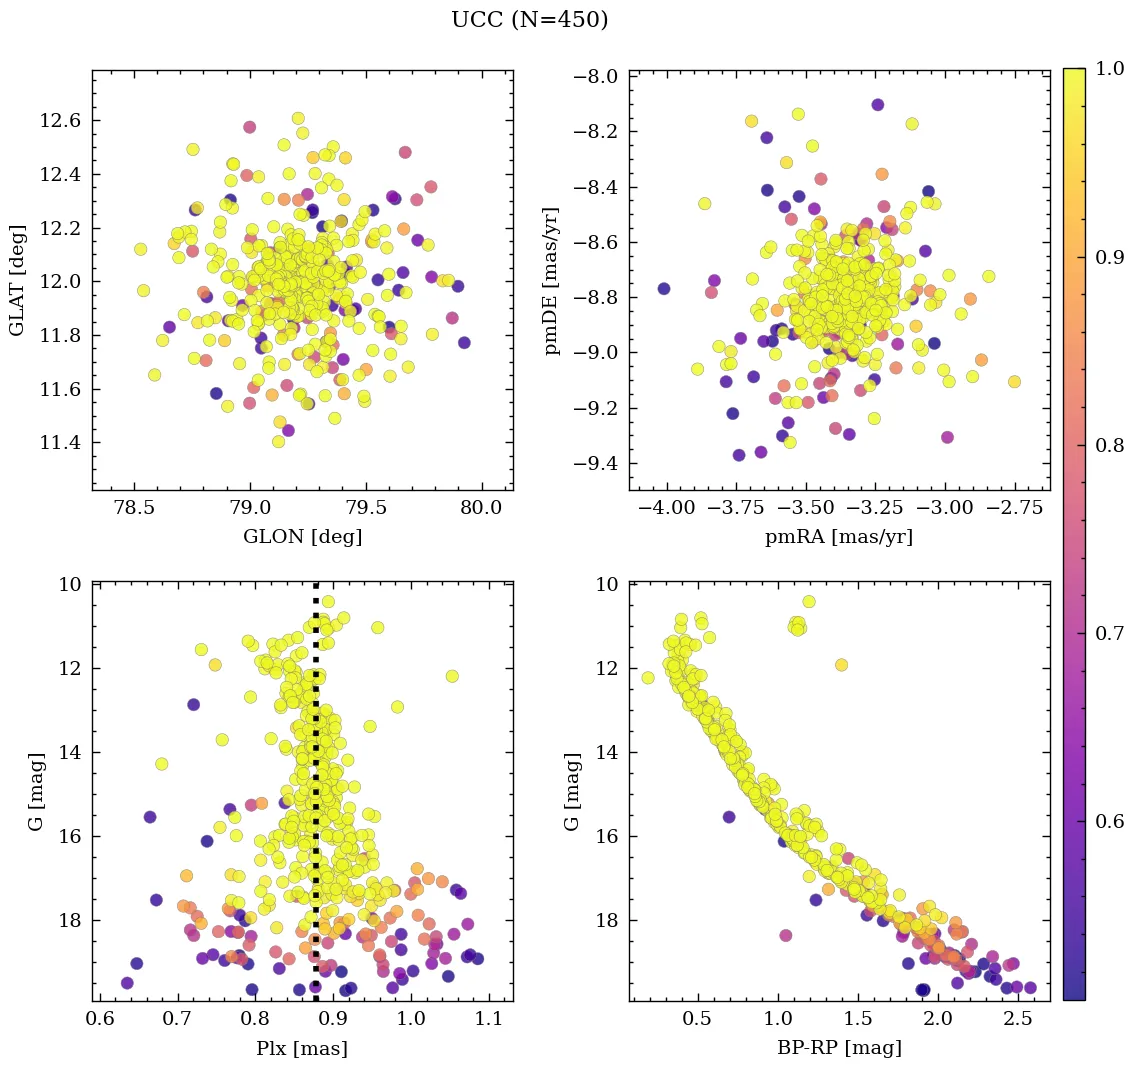 UCC (N=450)
12.6
12.4
12.2
12.0
11.8
11.6
11.4
GLAT [deg]
78.5 79.0 79.5 80.0
GLON [deg]
−8.0
−8.2
−8.4
−8.6
−8.8
−9.0
−9.2
−9.4
pmDE [mas/yr]
−4.00 −3.75 −3.50 −3.25 −3.00 −2.75
pmRA [mas/yr]
1.0
0.9
0.8
0.7
0.6
10
12
14
16
18
G [mag]
0.6 0.7 0.8 0.9 1.0 1.1
Plx [mas]
10
12
14
16
18
G [mag]
0.5 1.0 1.5 2.0 2.5
BP-RP [mag]